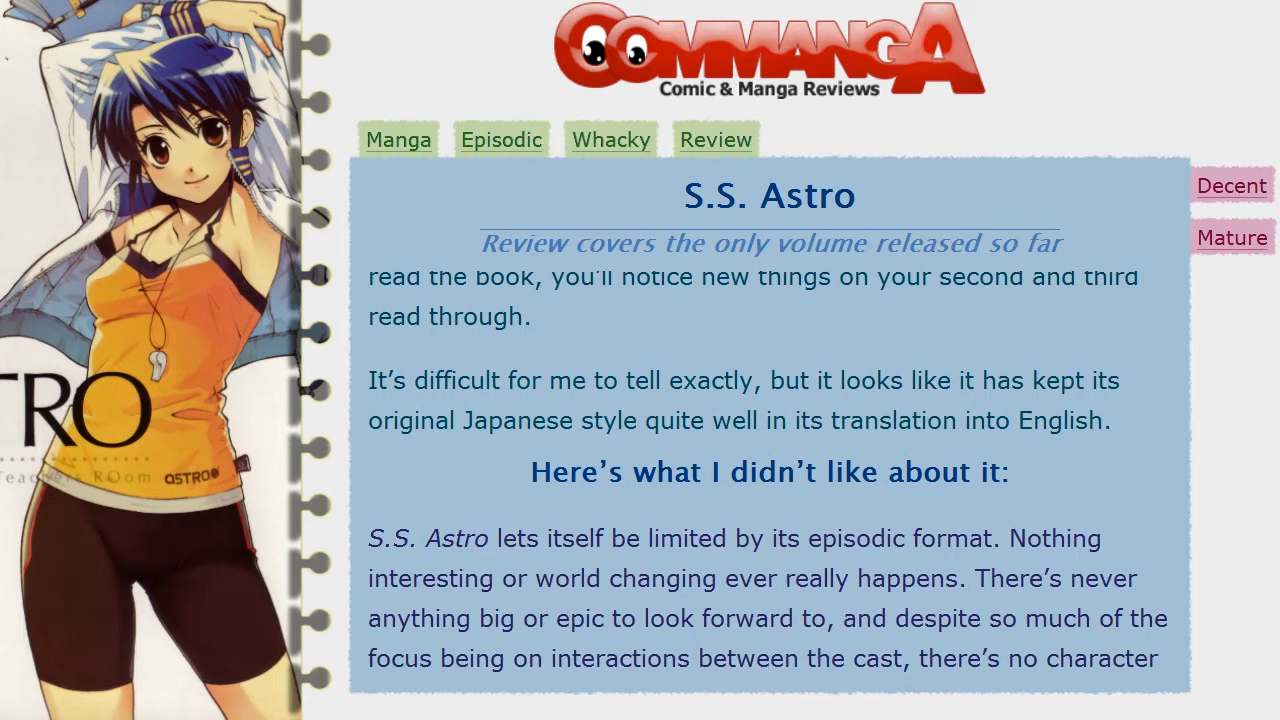 COMMANGA
Comic & Manga Reviews
Manga
Episodic
Whacky
Review
S.S. Astro
Review covers the only volume released so far
Decent
Mature
read the book, you'll notice new things on your second and third
read through.
It’s difficult for me to tell exactly, but it looks like it has kept its
original Japanese style quite well in its translation into English.
Here’s what I didn’t like about it:
S.S. Astro lets itself be limited by its episodic format. Nothing
interesting or world changing ever really happens. There’s never
anything big or epic to look forward to, and despite so much of the
focus being on interactions between the cast, there’s no character
TRO
Teachers ROom
ASTRO